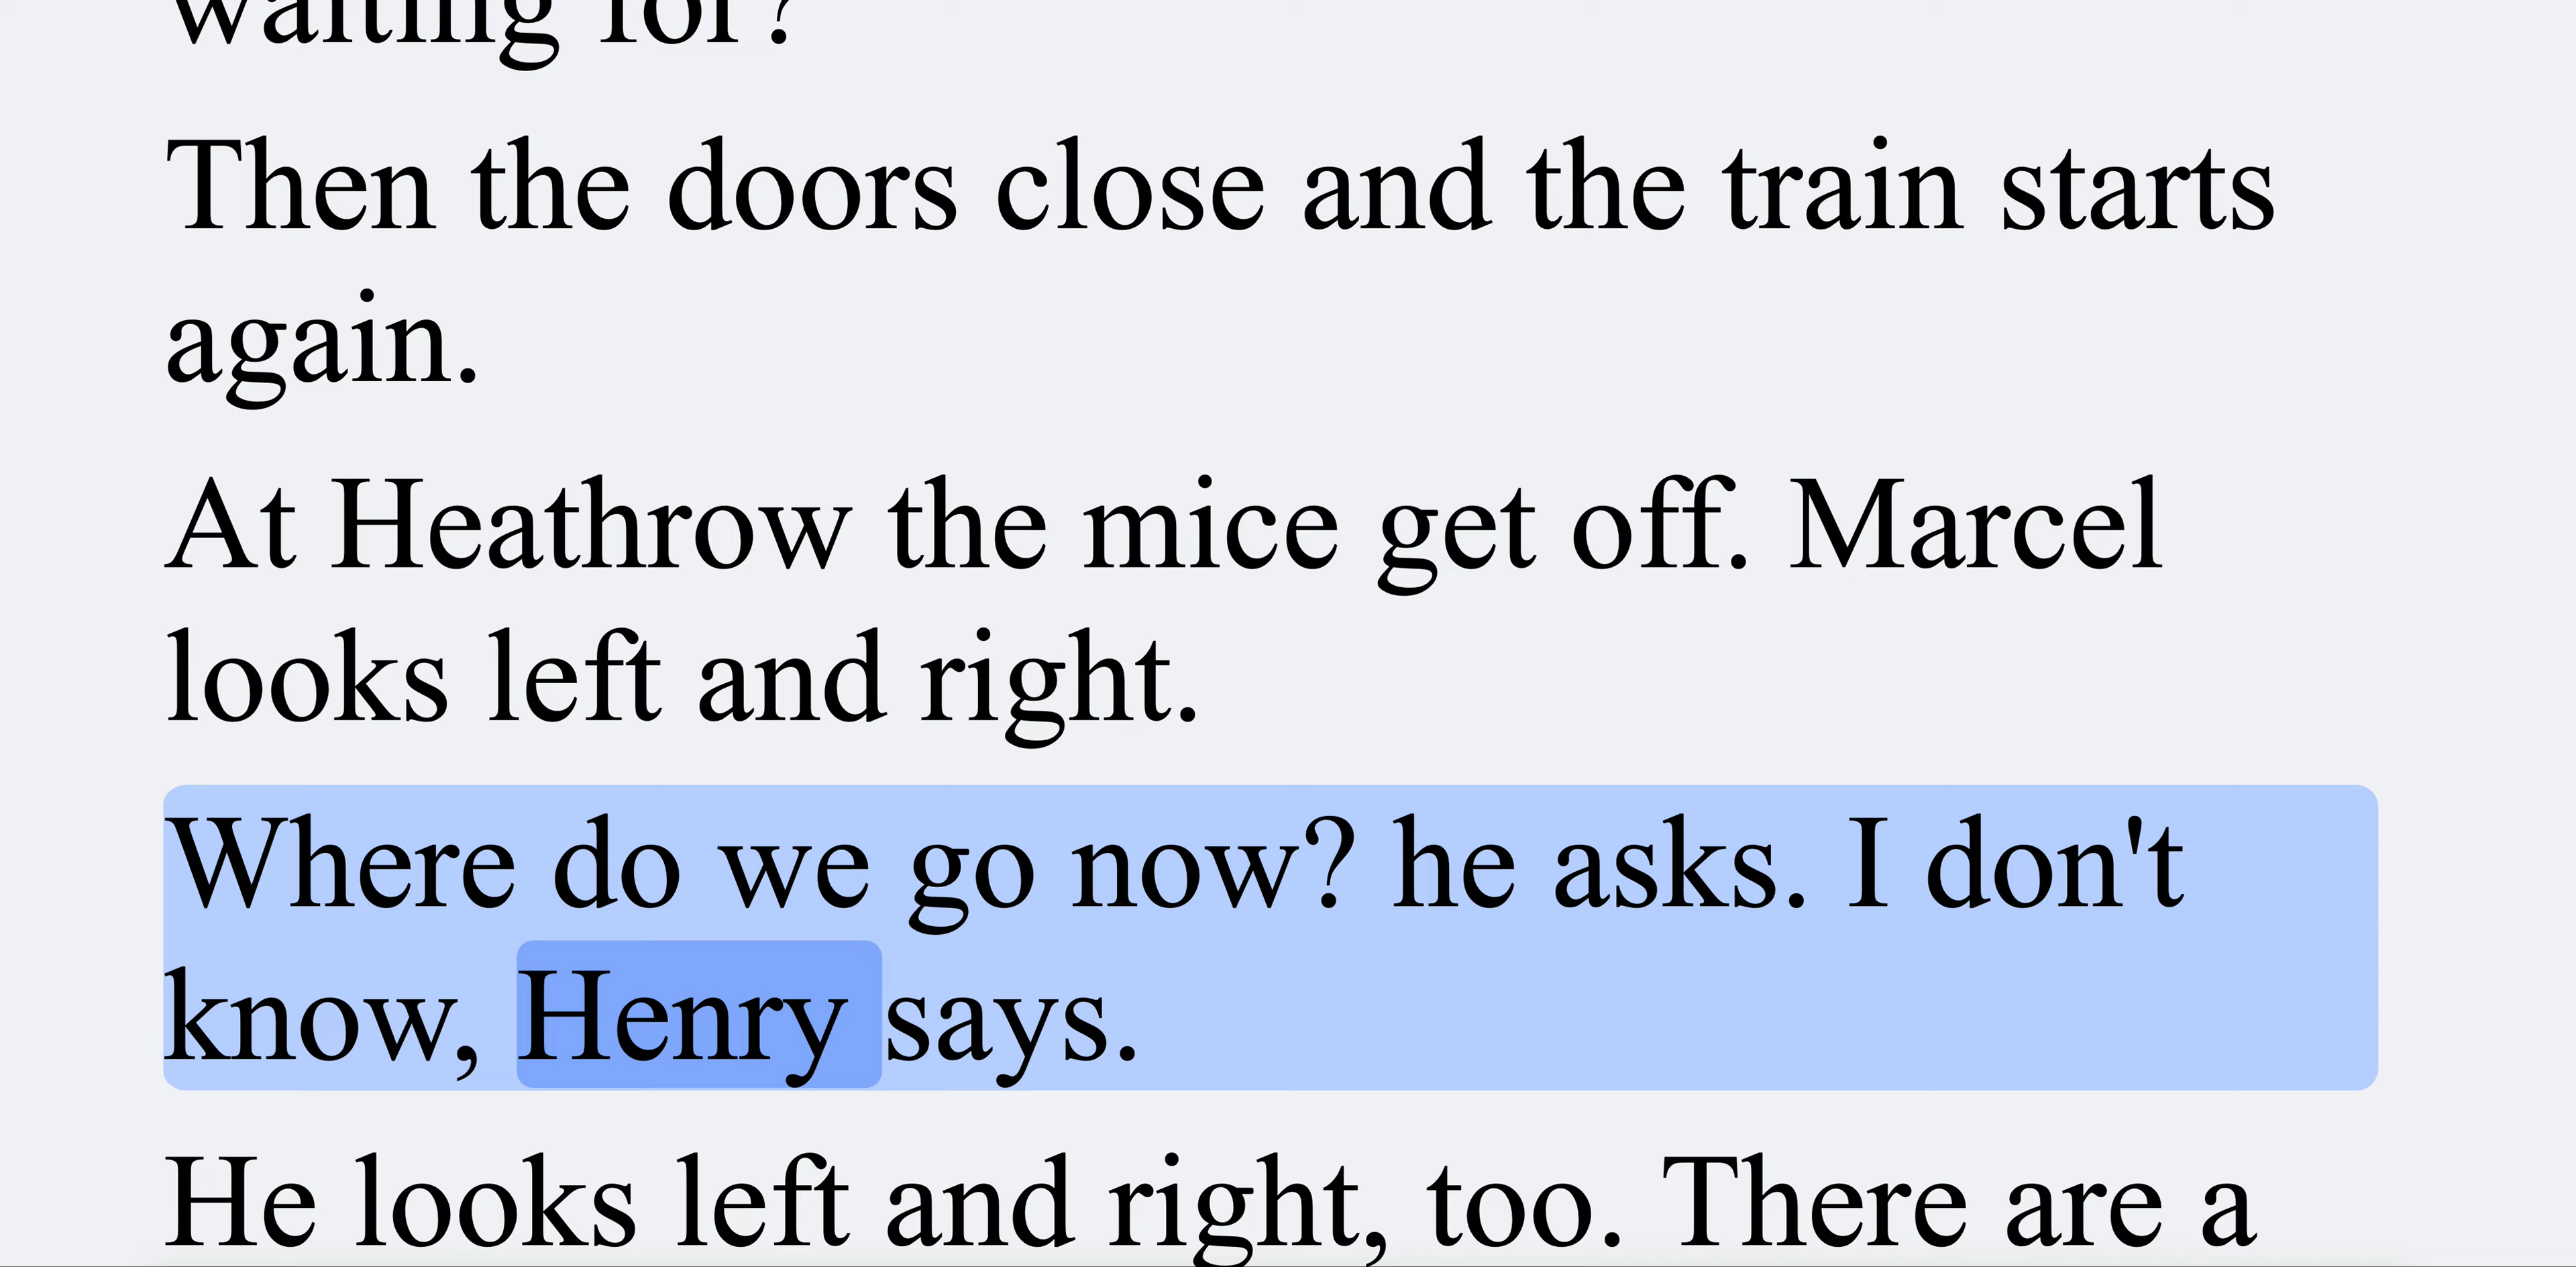 waiting for?
Then the doors close and the train starts
again.
At Heathrow the mice get off. Marcel
looks left and right.
Where do we go now? he asks. I don't
know, Henry says.
He looks left and right, too. There are a